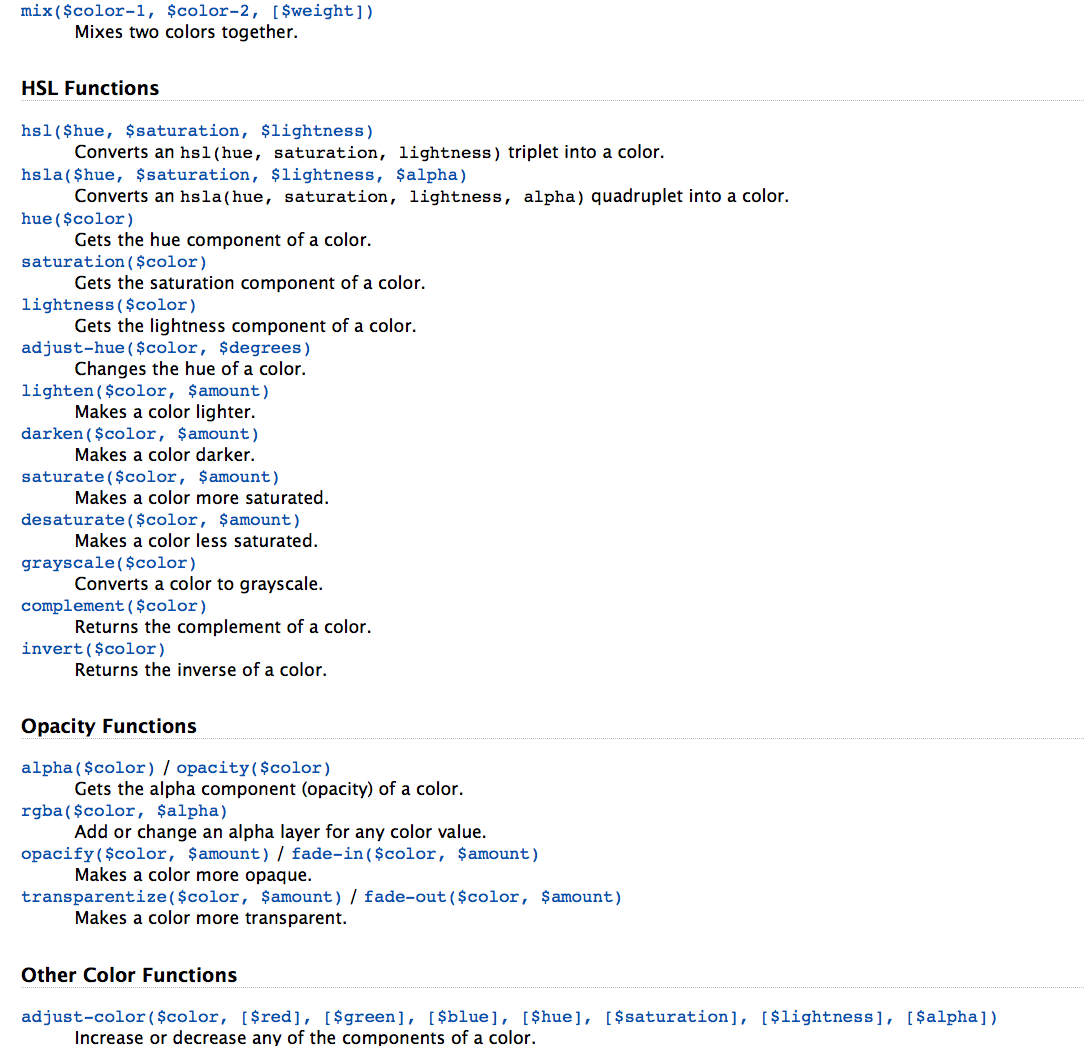 mix($color-1, $color-2, [$weight])
Mixes two colors together.
HSL Functions
hsl($hue, $saturation, $lightness)
Converts an hsl(hue, saturation, lightness) triplet into a color.
hsla($hue, $saturation, $lightness, $alpha)
Converts an hsla(hue, saturation, lightness, alpha) quadruplet into a color.
hue($color)
Gets the hue component of a color.
saturation($color)
Gets the saturation component of a color.
lightness($color)
Gets the lightness component of a color.
adjust-hue($color, $degrees)
Changes the hue of a color.
lighten($color, $amount)
Makes a color lighter.
darken($color, $amount)
Makes a color darker.
saturate($color, $amount)
Makes a color more saturated.
desaturate($color, $amount)
Makes a color less saturated.
grayscale($color)
Converts a color to grayscale.
complement($color)
Returns the complement of a color.
invert($color)
Returns the inverse of a color.
Opacity Functions
alpha($color) / opacity($color)
Gets the alpha component (opacity) of a color.
rgba($color, $alpha)
Add or change an alpha layer for any color value.
opacify($color, $amount) / fade-in($color, $amount)
Makes a color more opaque.
transparentize($color, $amount) / fade-out($color, $amount)
Makes a color more transparent.
Other Color Functions
adjust-color($color, [$red], [$green], [$blue], [$hue], [$saturation], [$lightness], [$alpha])
Increase or decrease any of the components of a color.